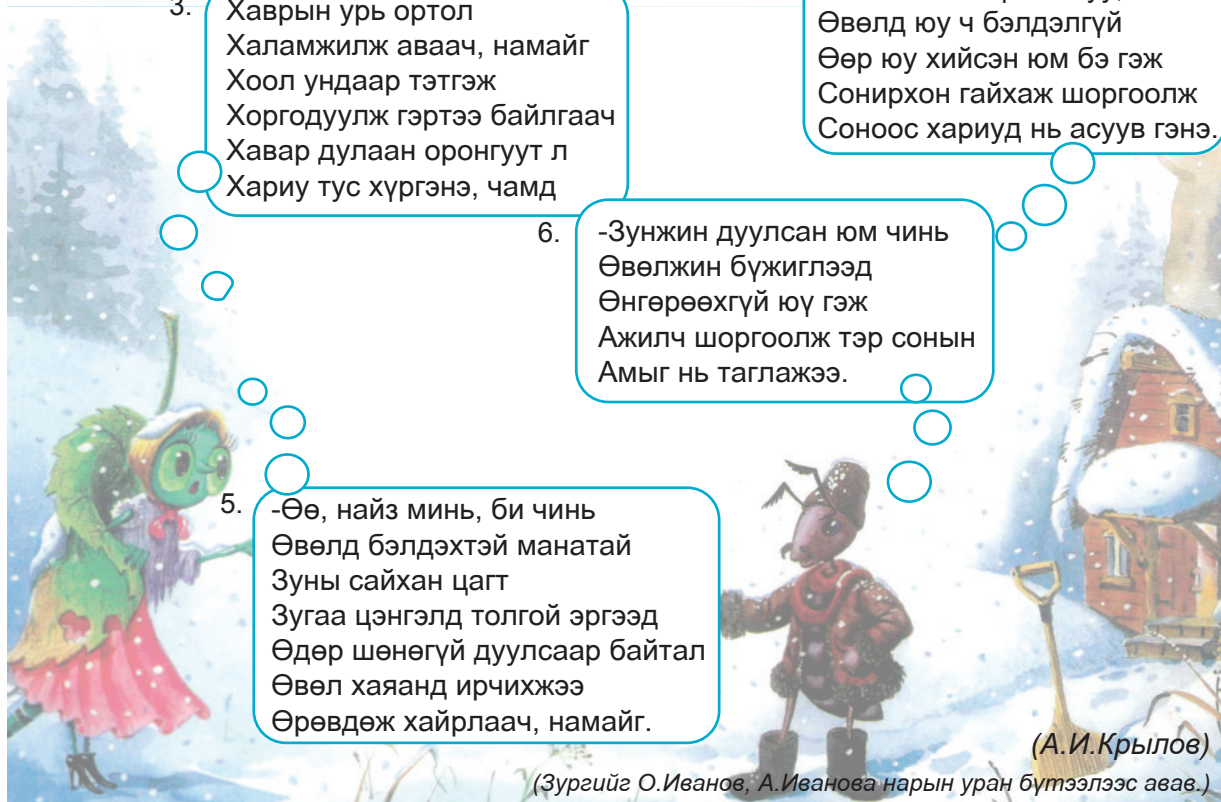 3.
Хаврын урь ортол
Халамжилж аваач, намайг
Хоол ундаар тэтгэж
Хоргодуулж гэртээ байлгаач
Хавар дулаан оронгуут л
Хариу тус хүргэнэ, чамд
Өвөлд юу ч бэлдэлгүй
Өөр юу хийсэн юм бэ гэж
Сонирхон гайхаж шоргоолж
Соноос хариуд нь асуув гэнэ.
5.
-Өө, найз минь, би чинь
Өвөлд бэлдэхтэй манатай
Зуны сайхан цагт
Зугаа цэнгэлд толгой эргээд
Өдөр шөнөгүй дуулсаар байтал
Өвөл хаяанд ирчихжээ
Өрөвдөж хайрлаач, намайг.
6.
-Зунжин дуулсан юм чинь
Өвөлжин бүжиглээд
Өнгөрөөхгүй юү гэж
Ажилч шоргоолж тэр сонын
Амыг нь таглажээ.
(А.И.Крылов)
(Зургийг О.Иванов, А.Иванова нарын уран бүтээлээс авав.)